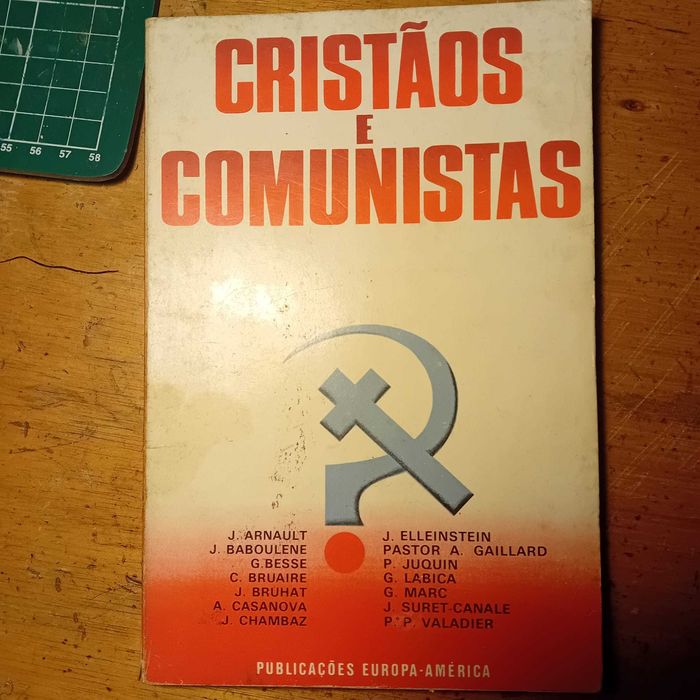 55 56 57 58
CRISTÃOS
E
COMUNISTAS
J. ARNAULT
J. BABOULENE
G. BESSE
C. BRUAIRE
J. BRUHAT
A. CASANOVA
J. CHAMBAZ
J. ELLEINSTEIN
PASTOR A. GAILLARD
P. JUQUIN
G. LABICA
G. MARC
J. SURET-CANALE
P. P. VALADIER
PUBLICAÇÕES EUROPA-AMÉRICA